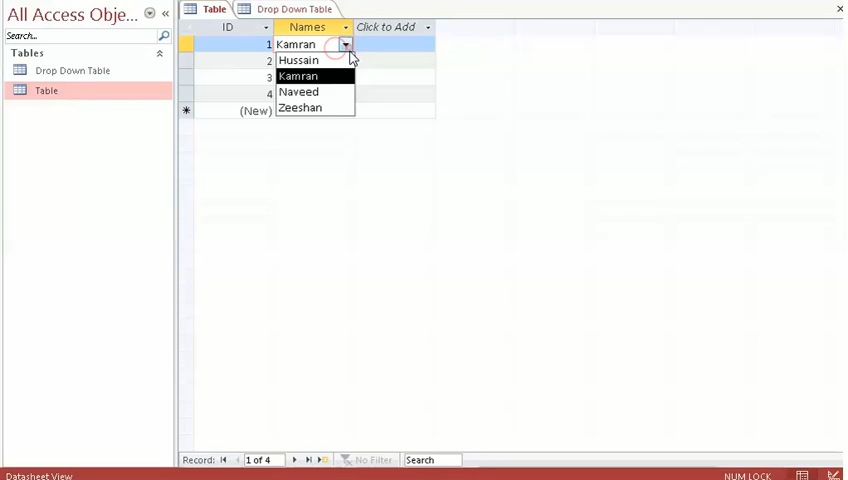 All Access Obje... «
Search...
Tables
Drop Down Table
Table
Table Drop Down Table ×
ID Names Click to Add
1 Kamran
2
3
4
* (New)
Hussain
Kamran
Naveed
Zeeshan
Record: 1 of 4 No Filter Search
Datasheet View NUM LOCK